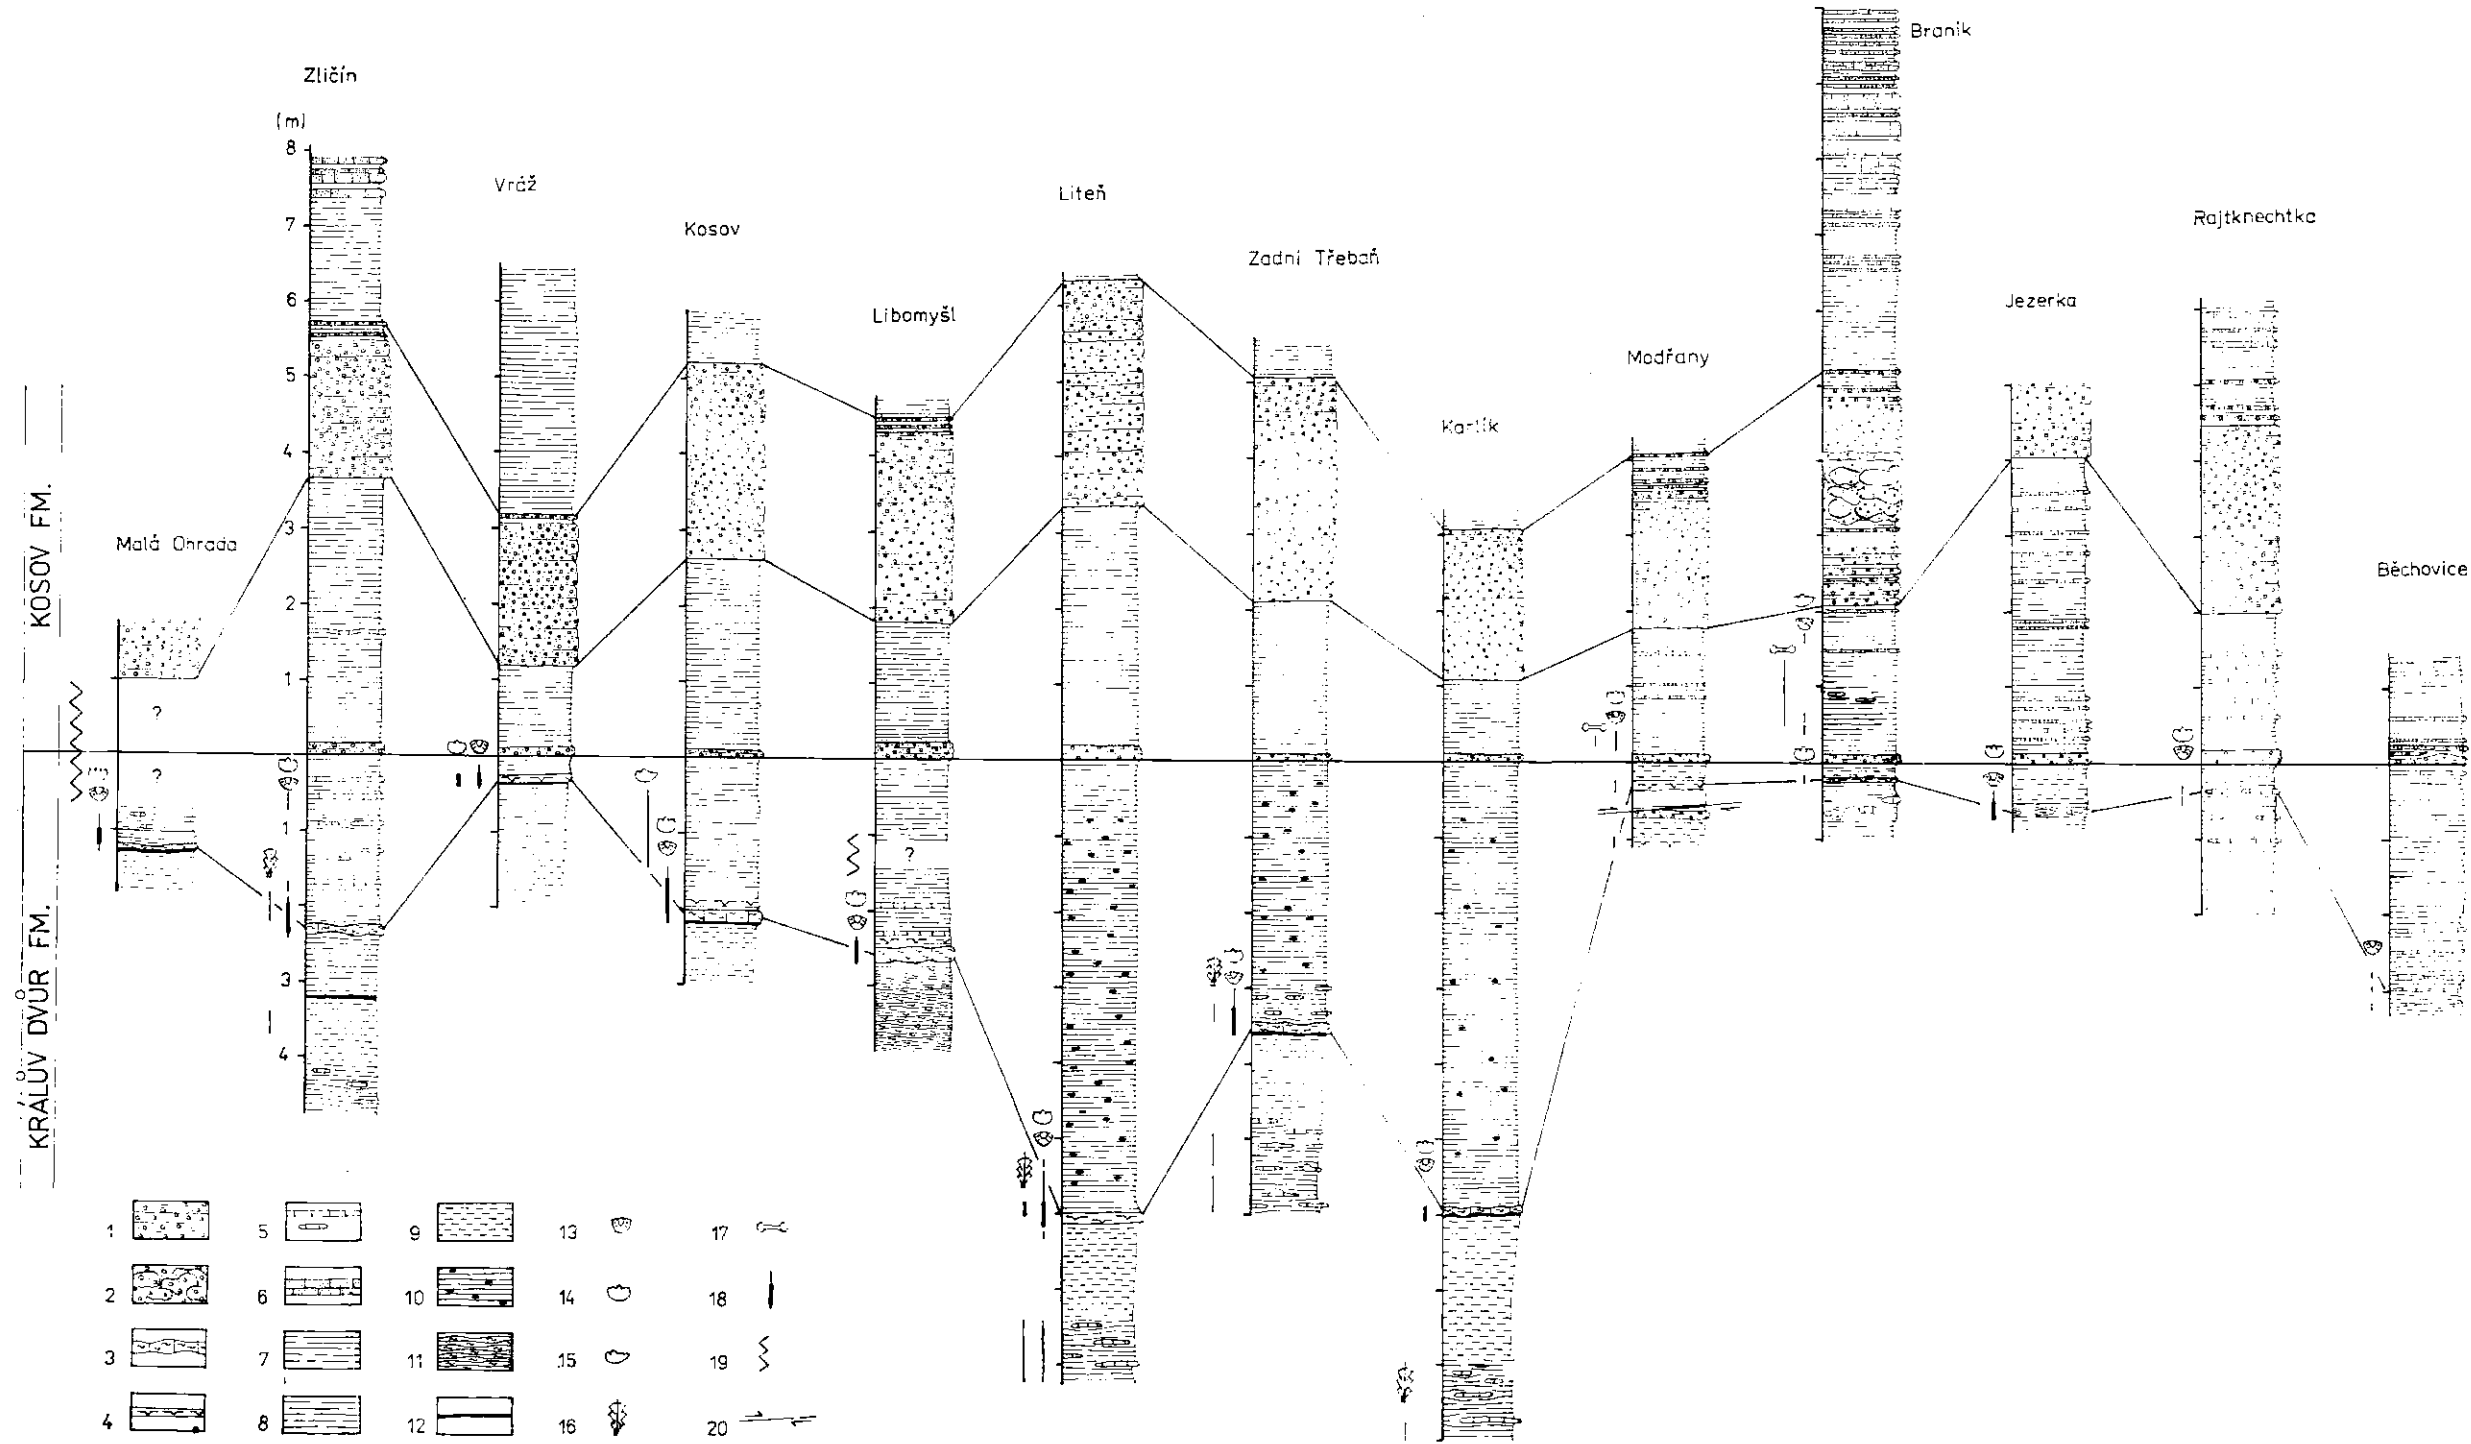 Braník
Zličín
(m)
8
Vráž
Liteň
7
Rajtknechtka
Kosov
Zadní Třebaň
6
Jezerka
Libomyšl
Modřany
5
Karlík
4
KOSOV FM.
3
Malá Ohrada
Běchovice
2
1
?
?
1
?
3
KRÁLŮV DVŮR FM.
4
1 5 9 13 17
2 6 10 14 18
3 7 11 15 19
4 8 12 16 20